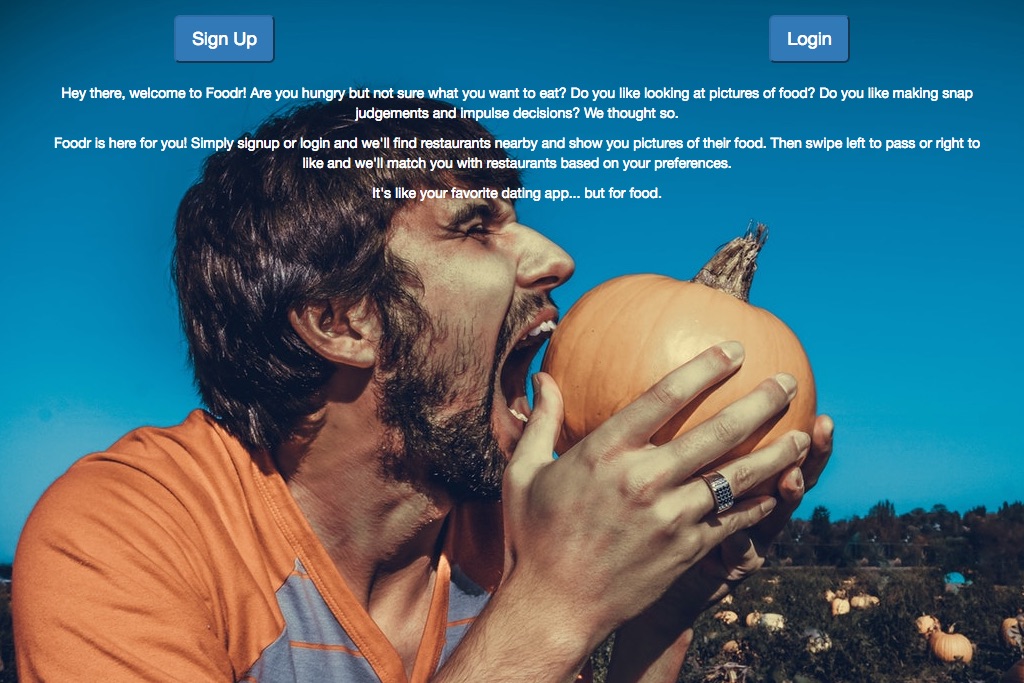 Sign Up
Login
Hey there, welcome to Foodr! Are you hungry but not sure what you want to eat? Do you like looking at pictures of food? Do you like making snap
judgements and impulse decisions? We thought so.
Foodr is here for you! Simply signup or login and we'll find restaurants nearby and show you pictures of their food. Then swipe left to pass or right to
like and we'll match you with restaurants based on your preferences.
It's like your favorite dating app... but for food.